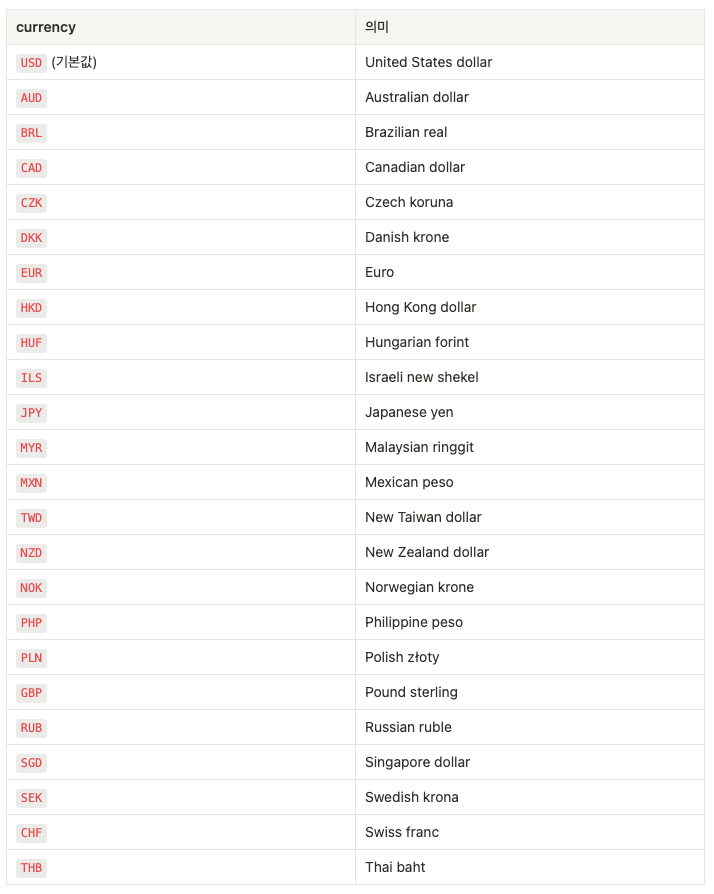 currency 의미
USD (기본값) United States dollar
AUD Australian dollar
BRL Brazilian real
CAD Canadian dollar
CZK Czech koruna
DKK Danish krone
EUR Euro
HKD Hong Kong dollar
HUF Hungarian forint
ILS Israeli new shekel
JPY Japanese yen
MYR Malaysian ringgit
MXN Mexican peso
TWD New Taiwan dollar
NZD New Zealand dollar
NOK Norwegian krone
PHP Philippine peso
PLN Polish złoty
GBP Pound sterling
RUB Russian ruble
SGD Singapore dollar
SEK Swedish krona
CHF Swiss franc
THB Thai baht